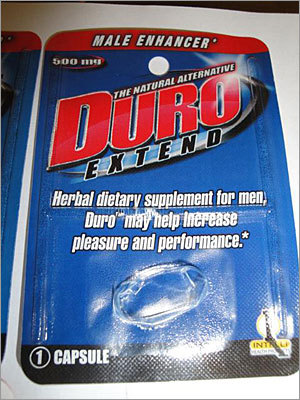 MALE ENHANCER*
500 mg
THE NATURAL ALTERNATIVE
DURO
EXTEND
Herbal dietary supplement for men,
Duro™ may help increase
pleasure and performance.*
1 CAPSULE
INTELLI